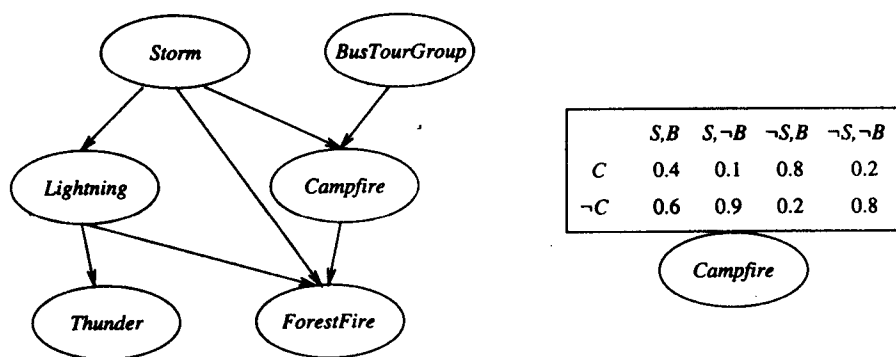 Storm
BusTourGroup
Lightning
Campfire
Thunder
ForestFire
S,B S,¬B ¬S,B ¬S,¬B
C 0.4 0.1 0.8 0.2
¬C 0.6 0.9 0.2 0.8
Campfire